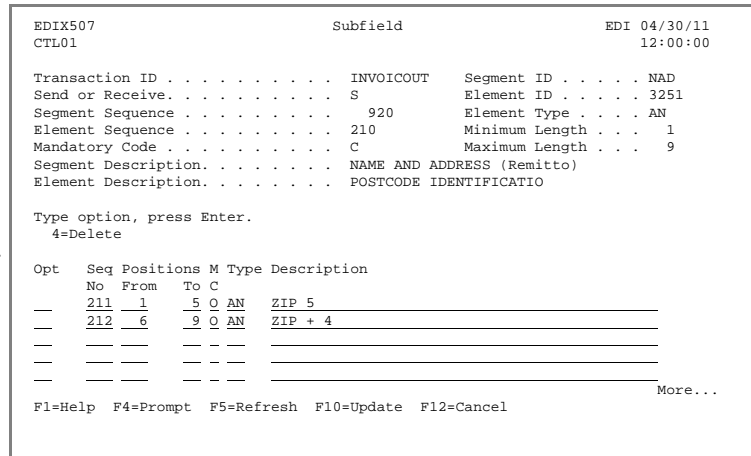 EDIX507 Subfield EDI 04/30/11
CTL01 12:00:00
Transaction ID . . . . . . . . . . INVOICOUT Segment ID . . . . . NAD
Send or Receive. . . . . . . . . . S Element ID . . . . . 3251
Segment Sequence . . . . . . . . . 920 Element Type . . . . AN
Element Sequence . . . . . . . . . 210 Minimum Length . . . 1
Mandatory Code . . . . . . . . . . C Maximum Length . . . 9
Segment Description. . . . . . . . NAME AND ADDRESS (Remitto)
Element Description. . . . . . . . POSTCODE IDENTIFICATIO
Type option, press Enter.
4=Delete
Opt Seq Positions M Type Description
No From To C
211 1 5 O AN ZIP 5
212 6 9 O AN ZIP + 4
More...
F1=Help F4=Prompt F5=Refresh F10=Update F12=Cancel